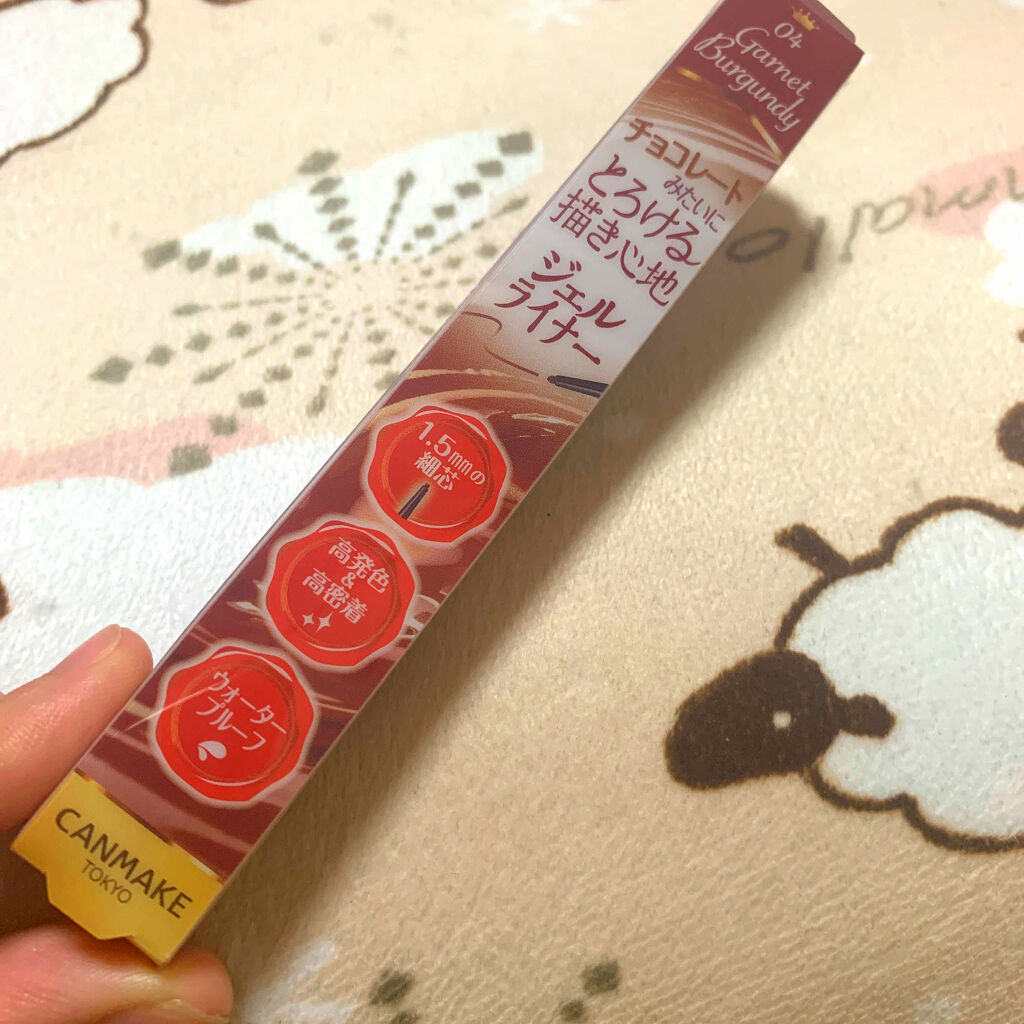 04
Garnet
Burgundy
チョコレート
みたいに
とろける
描き心地
ジェル
ライナー
1.5mmの
細芯
高発色
&
高密着
ウォーター
プルーフ
CANMAKE
TOKYO